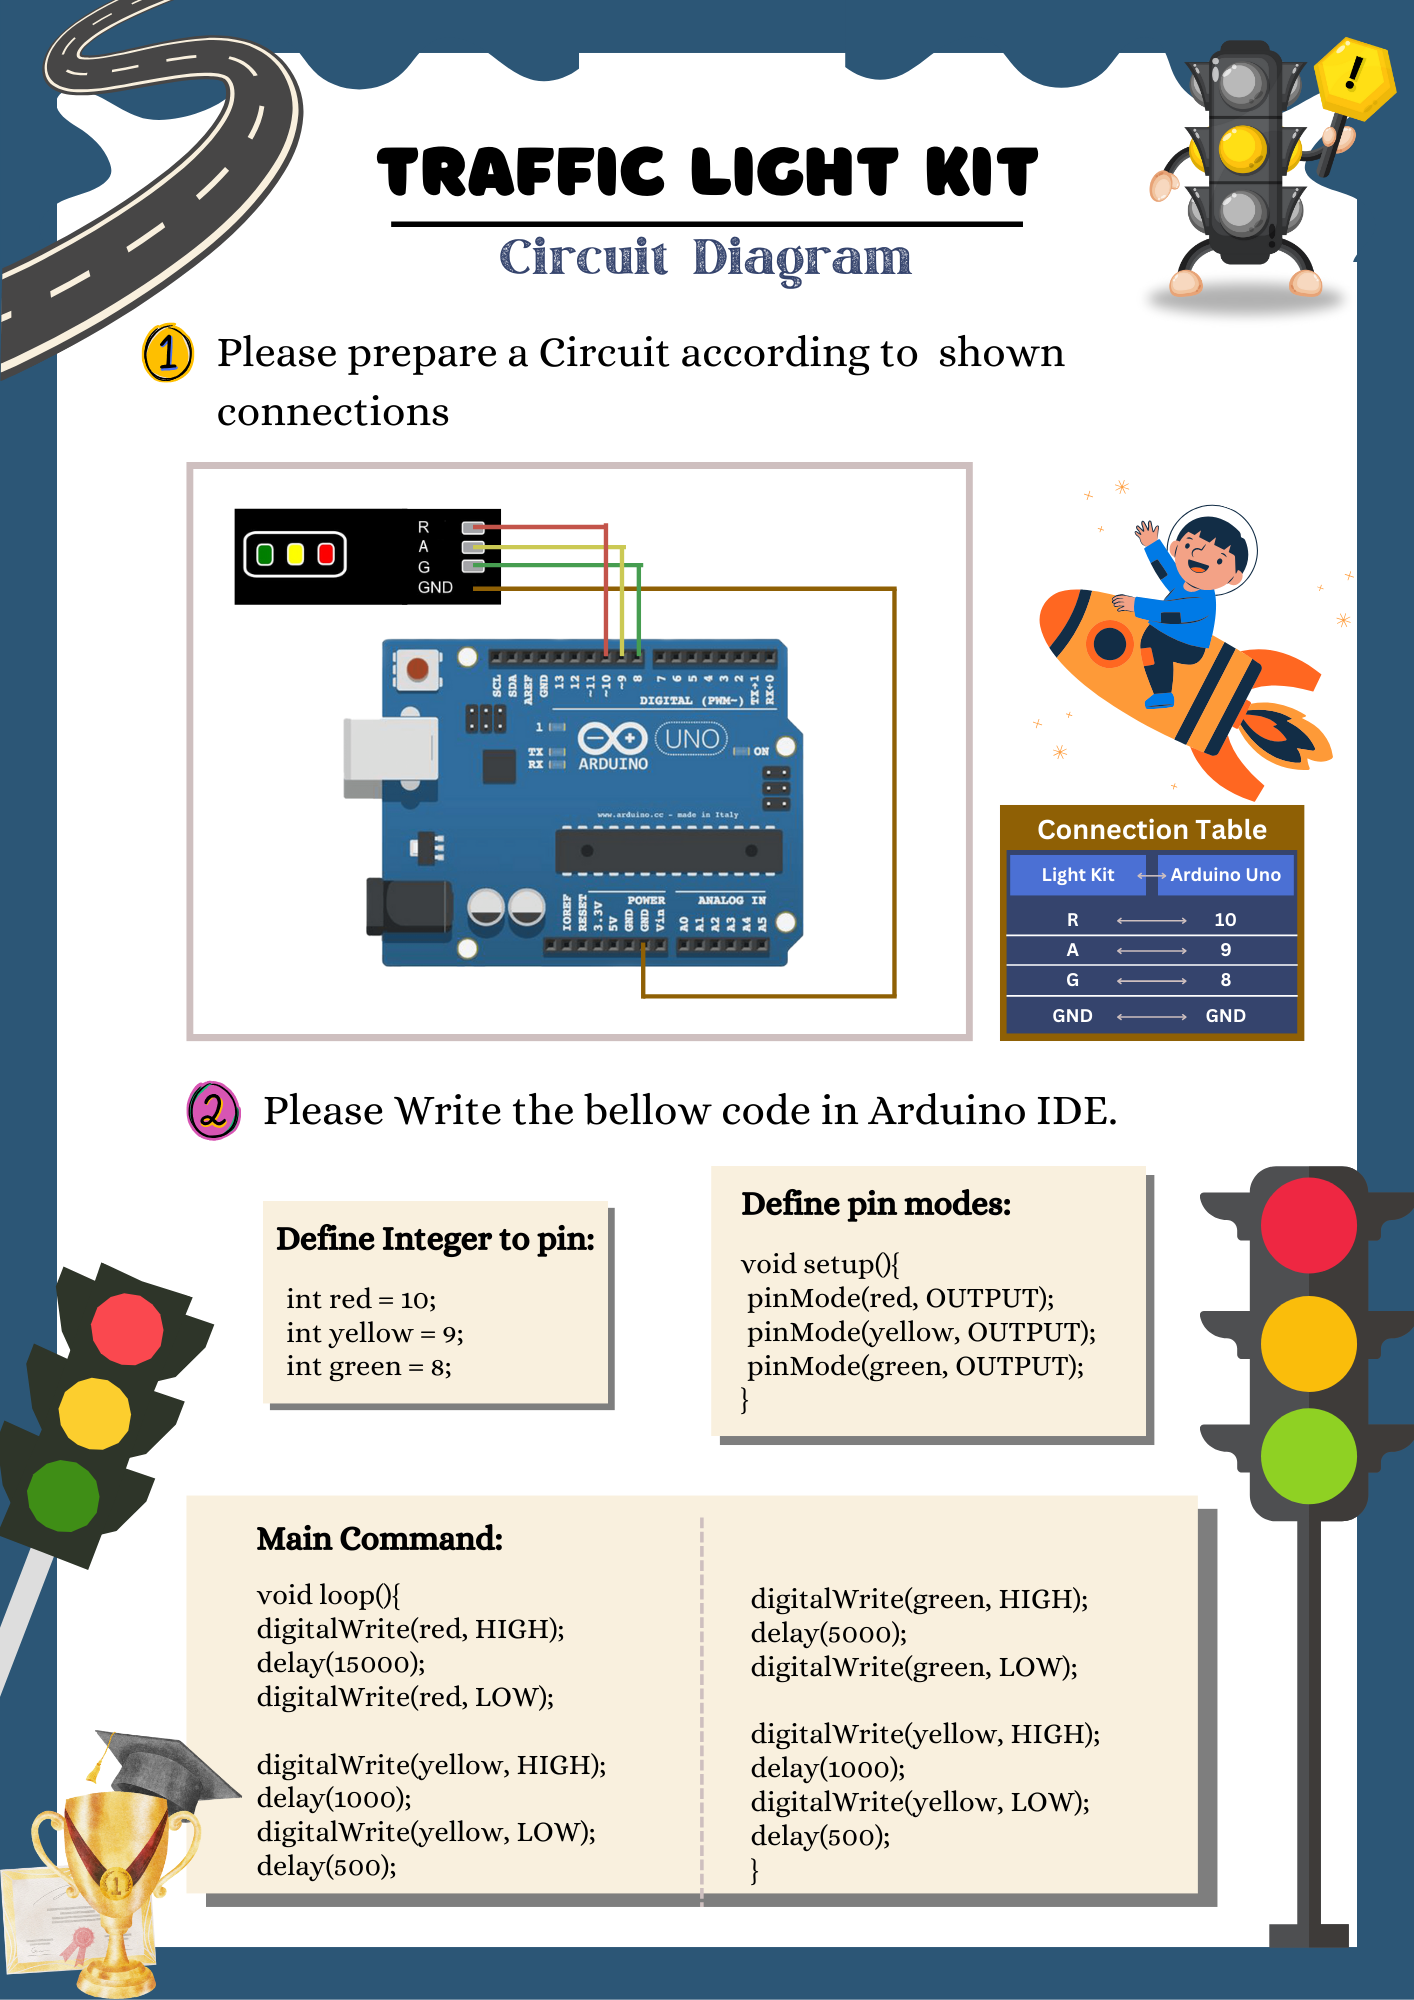 TRAFFIC LIGHT KIT
Circuit Diagram
1 Please prepare a Circuit according to shown
connections
R
A
G
GND
SCL
SDA
AREF
GND
13
12
~11
~10
~9
8
7
6
5
4
3
2
TX→1
RX←0
DIGITAL (PWM~)
1
TX
RX
UNO
ON
ARDUINO
www.arduino.cc - made in Italy
POWER
ANALOG IN
IOREF
RESET
3.3V
5V
GND
GND
Vin
A0
A1
A2
A3
A4
A5
Connection Table
Light Kit Arduino Uno
R 10
A 9
G 8
GND GND
2 Please Write the bellow code in Arduino IDE.
Define Integer to pin:
int red = 10;
int yellow = 9;
int green = 8;
Define pin modes:
void setup(){
pinMode(red, OUTPUT);
pinMode(yellow, OUTPUT);
pinMode(green, OUTPUT);
}
Main Command:
void loop(){
digitalWrite(red, HIGH);
delay(15000);
digitalWrite(red, LOW);
digitalWrite(yellow, HIGH);
delay(1000);
digitalWrite(yellow, LOW);
delay(500);
digitalWrite(green, HIGH);
delay(5000);
digitalWrite(green, LOW);
digitalWrite(yellow, HIGH);
delay(1000);
digitalWrite(yellow, LOW);
delay(500);
}
1
!